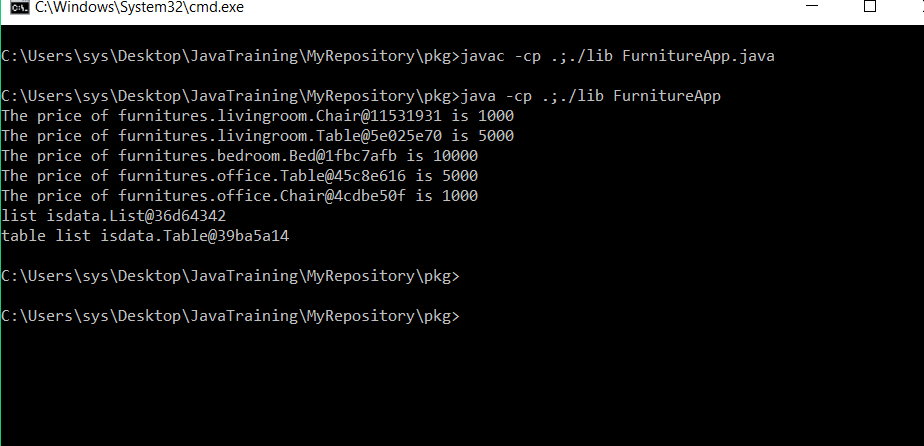 C:\Windows\System32\cmd.exe
C:\Users\sys\Desktop\JavaTraining\MyRepository\pkg>javac -cp .;./lib FurnitureApp.java
C:\Users\sys\Desktop\JavaTraining\MyRepository\pkg>java -cp .;./lib FurnitureApp
The price of furnitures.livingroom.Chair@11531931 is 1000
The price of furnitures.livingroom.Table@5e025e70 is 5000
The price of furnitures.bedroom.Bed@1fbc7afb is 10000
The price of furnitures.office.Table@45c8e616 is 5000
The price of furnitures.office.Chair@4cdbe50f is 1000
list isdata.List@36d64342
table list isdata.Table@39ba5a14
C:\Users\sys\Desktop\JavaTraining\MyRepository\pkg>
C:\Users\sys\Desktop\JavaTraining\MyRepository\pkg>